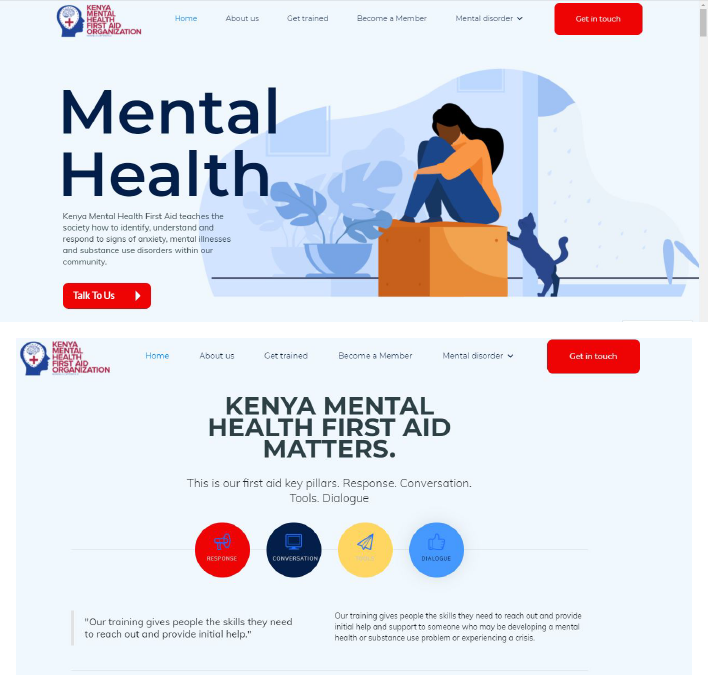 KENYA
MENTAL
HEALTH
FIRST AID
ORGANIZATION
Home About us Get trained Become a Member Mental disorder Get in touch
Mental
Health
Kenya Mental Health First Aid teaches the
society how to identify, understand and
respond to signs of anxiety, mental illnesses
and substance use disorders within our
community.
Talk To Us
KENYA
MENTAL
HEALTH
FIRST AID
ORGANIZATION
Home About us Get trained Become a Member Mental disorder Get in touch
KENYA MENTAL
HEALTH FIRST AID
MATTERS.
This is our first aid key pillars. Response. Conversation.
Tools. Dialogue
RESPONSE CONVERSATION DIALOGUE
"Our training gives people the skills they need
to reach out and provide initial help."
Our training gives people the skills they need to reach out and provide
initial help and support to someone who may be developing a mental
health or substance use problem or experiencing a crisis.